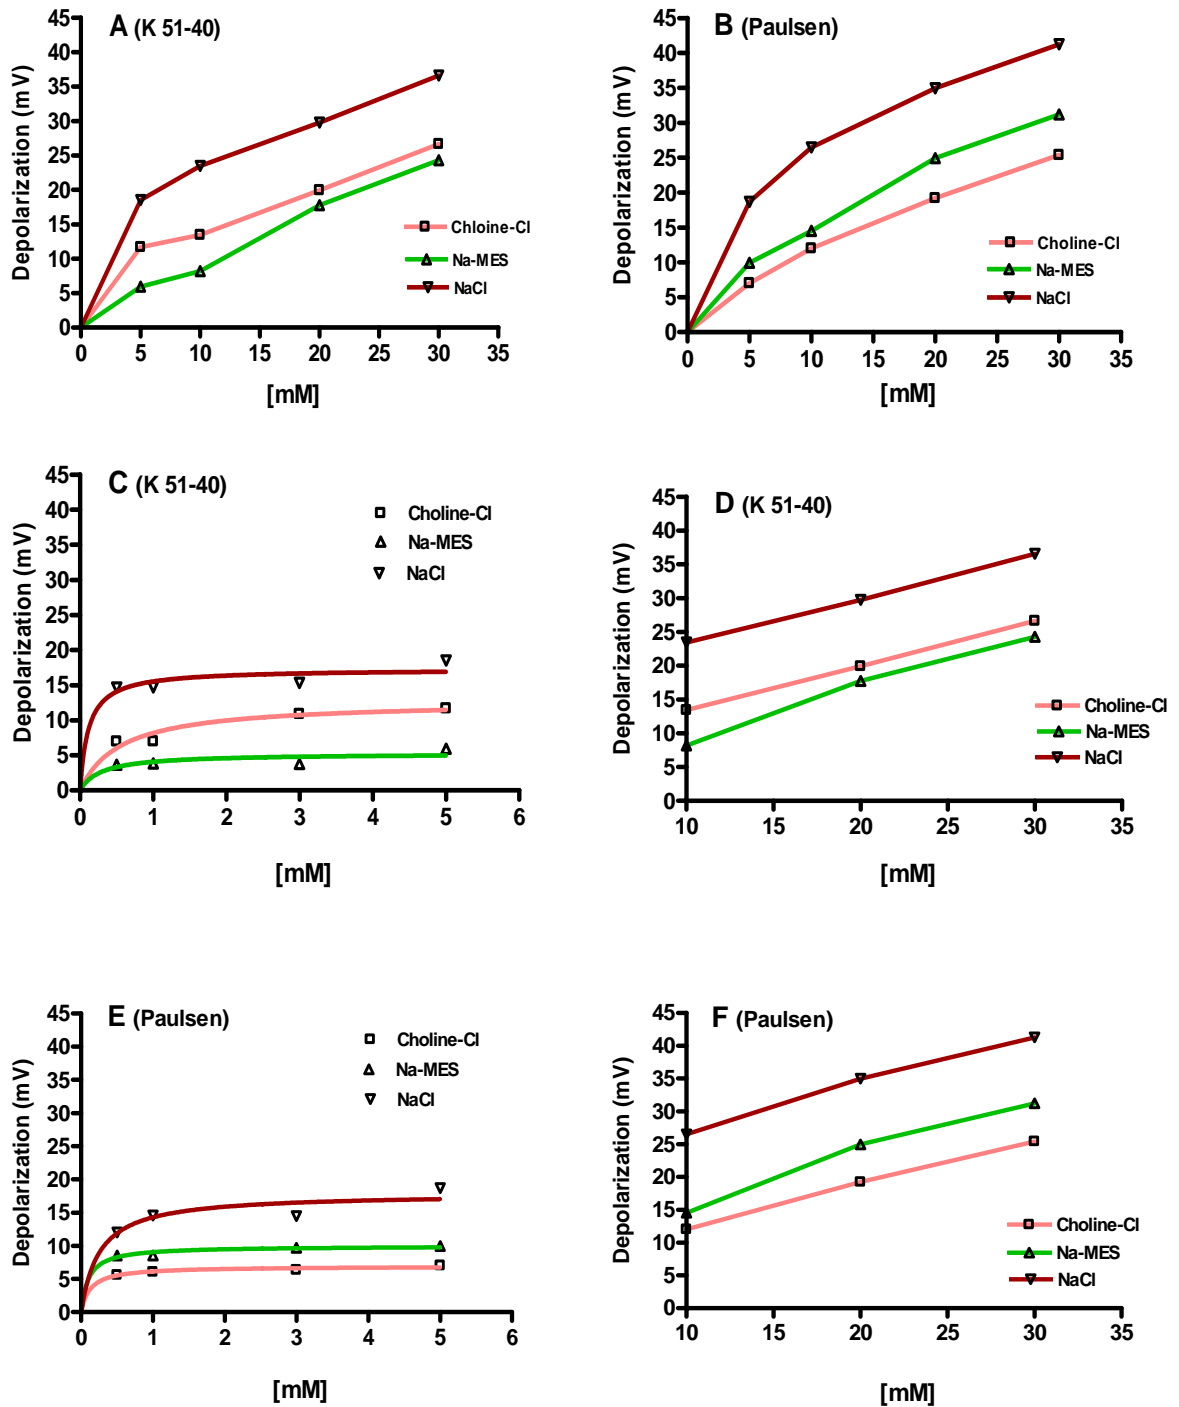 A (K 51-40)
Depolarization (mV)
45
40
35
30
25
20
15
10
5
0
0 5 10 15 20 25 30 35
[mM]
Chloine-Cl
Na-MES
NaCl
B (Paulsen)
Depolarization (mV)
45
40
35
30
25
20
15
10
5
0
0 5 10 15 20 25 30 35
[mM]
Choline-Cl
Na-MES
NaCl
C (K 51-40)
Depolarization (mV)
45
40
35
30
25
20
15
10
5
0
0 1 2 3 4 5 6
[mM]
Choline-Cl
Na-MES
NaCl
D (K 51-40)
Depolarization (mV)
45
40
35
30
25
20
15
10
5
0
10 15 20 25 30 35
[mM]
Choline-Cl
Na-MES
NaCl
E (Paulsen)
Depolarization (mV)
45
40
35
30
25
20
15
10
5
0
0 1 2 3 4 5 6
[mM]
Choline-Cl
Na-MES
NaCl
F (Paulsen)
Depolarization (mV)
45
40
35
30
25
20
15
10
5
0
10 15 20 25 30 35
[mM]
Choline-Cl
Na-MES
NaCl